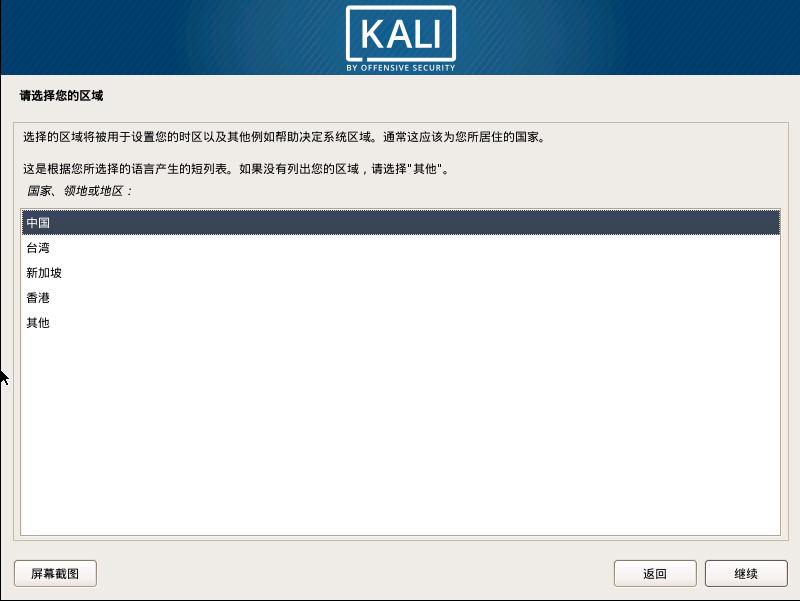 KALI
BY OFFENSIVE SECURITY
请选择您的区域
选择的区域将被用于设置您的时区以及其他例如帮助决定系统区域。通常这应该为您所居住的国家。
这是根据您所选择的语言产生的短列表。如果没有列出您的区域，请选择"其他"。
国家、领地或地区：
中国
台湾
新加坡
香港
其他
屏幕截图
返回
继续